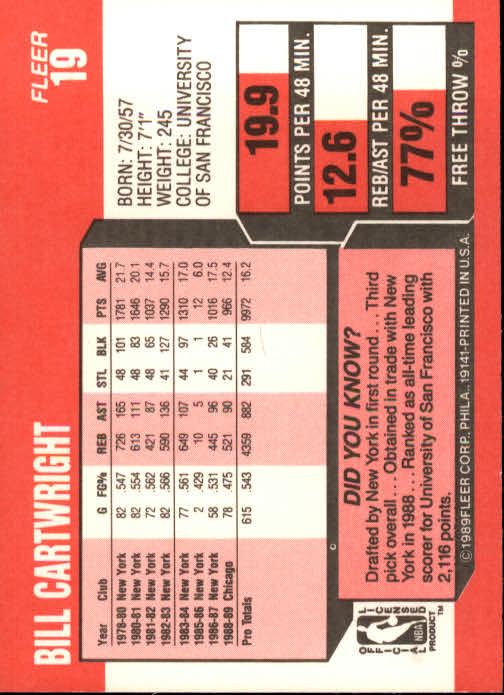 BILL CARTWRIGHT
FLEER
19
Year Club G FG% REB AST STL BLK PTS AVG
1978-80 New York 82 .547 726 165 48 101 1781 21.7
1980-81 New York 82 .554 613 111 48 83 1646 20.1
1981-82 New York 72 .562 421 87 48 65 1037 14.4
1982-83 New York 82 .566 590 136 41 127 1290 15.7
1983-84 New York 77 .561 649 107 44 97 1310 17.0
1985-86 New York 2 .429 10 5 1 12 6.0
1986-87 New York 58 .531 445 96 40 26 1016 17.5
1988-89 Chicago 78 .475 521 90 21 41 966 12.4
Pro Totals 615 .543 4359 882 291 584 9972 16.2
BORN: 7/30/57
HEIGHT: 7'1"
WEIGHT: 245
COLLEGE: UNIVERSITY
OF SAN FRANCISCO
19.9
POINTS PER 48 MIN.
12.6
REB/AST PER 48 MIN.
77%
FREE THROW %
DID YOU KNOW?
Drafted by New York in first round... Third
pick overall... Obtained in trade with New
York in 1988... Ranked as all-time leading
scorer for University of San Francisco with
2,116 points.
OFFICIAL
LICENSED
NBA
PRODUCT™
©1989FLEER CORP., PHILA., 19141-PRINTED IN U.S.A.